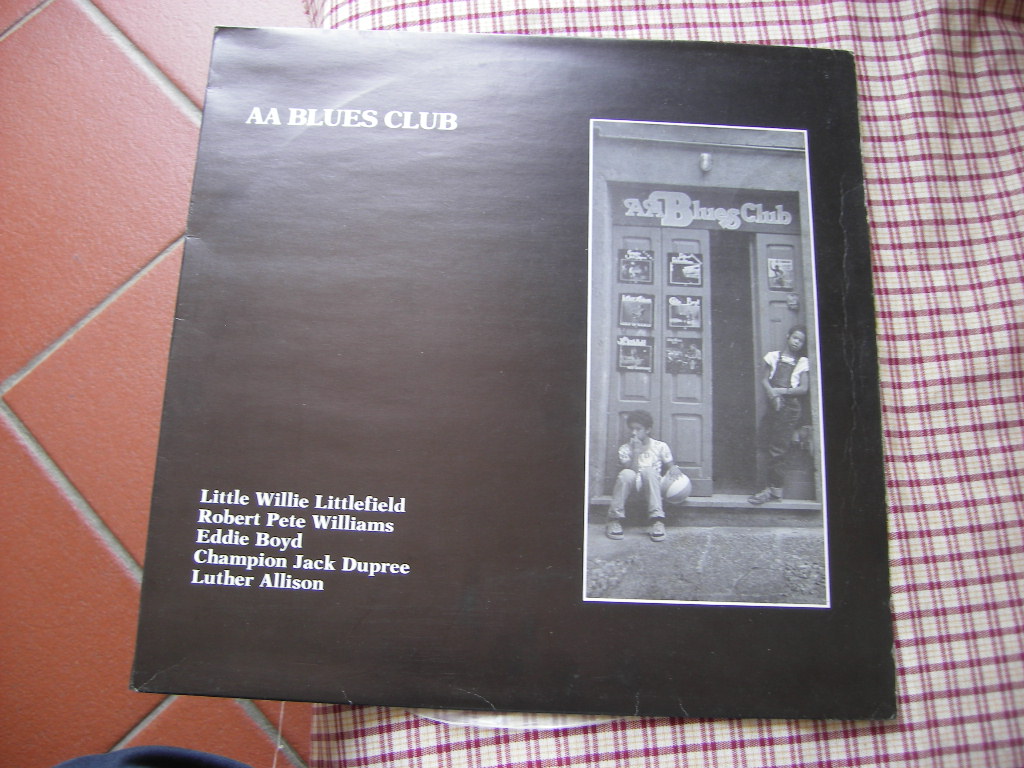 AA BLUES CLUB
AA Blues Club
Little Willie Littlefield
Robert Pete Williams
Eddie Boyd
Champion Jack Dupree
Luther Allison